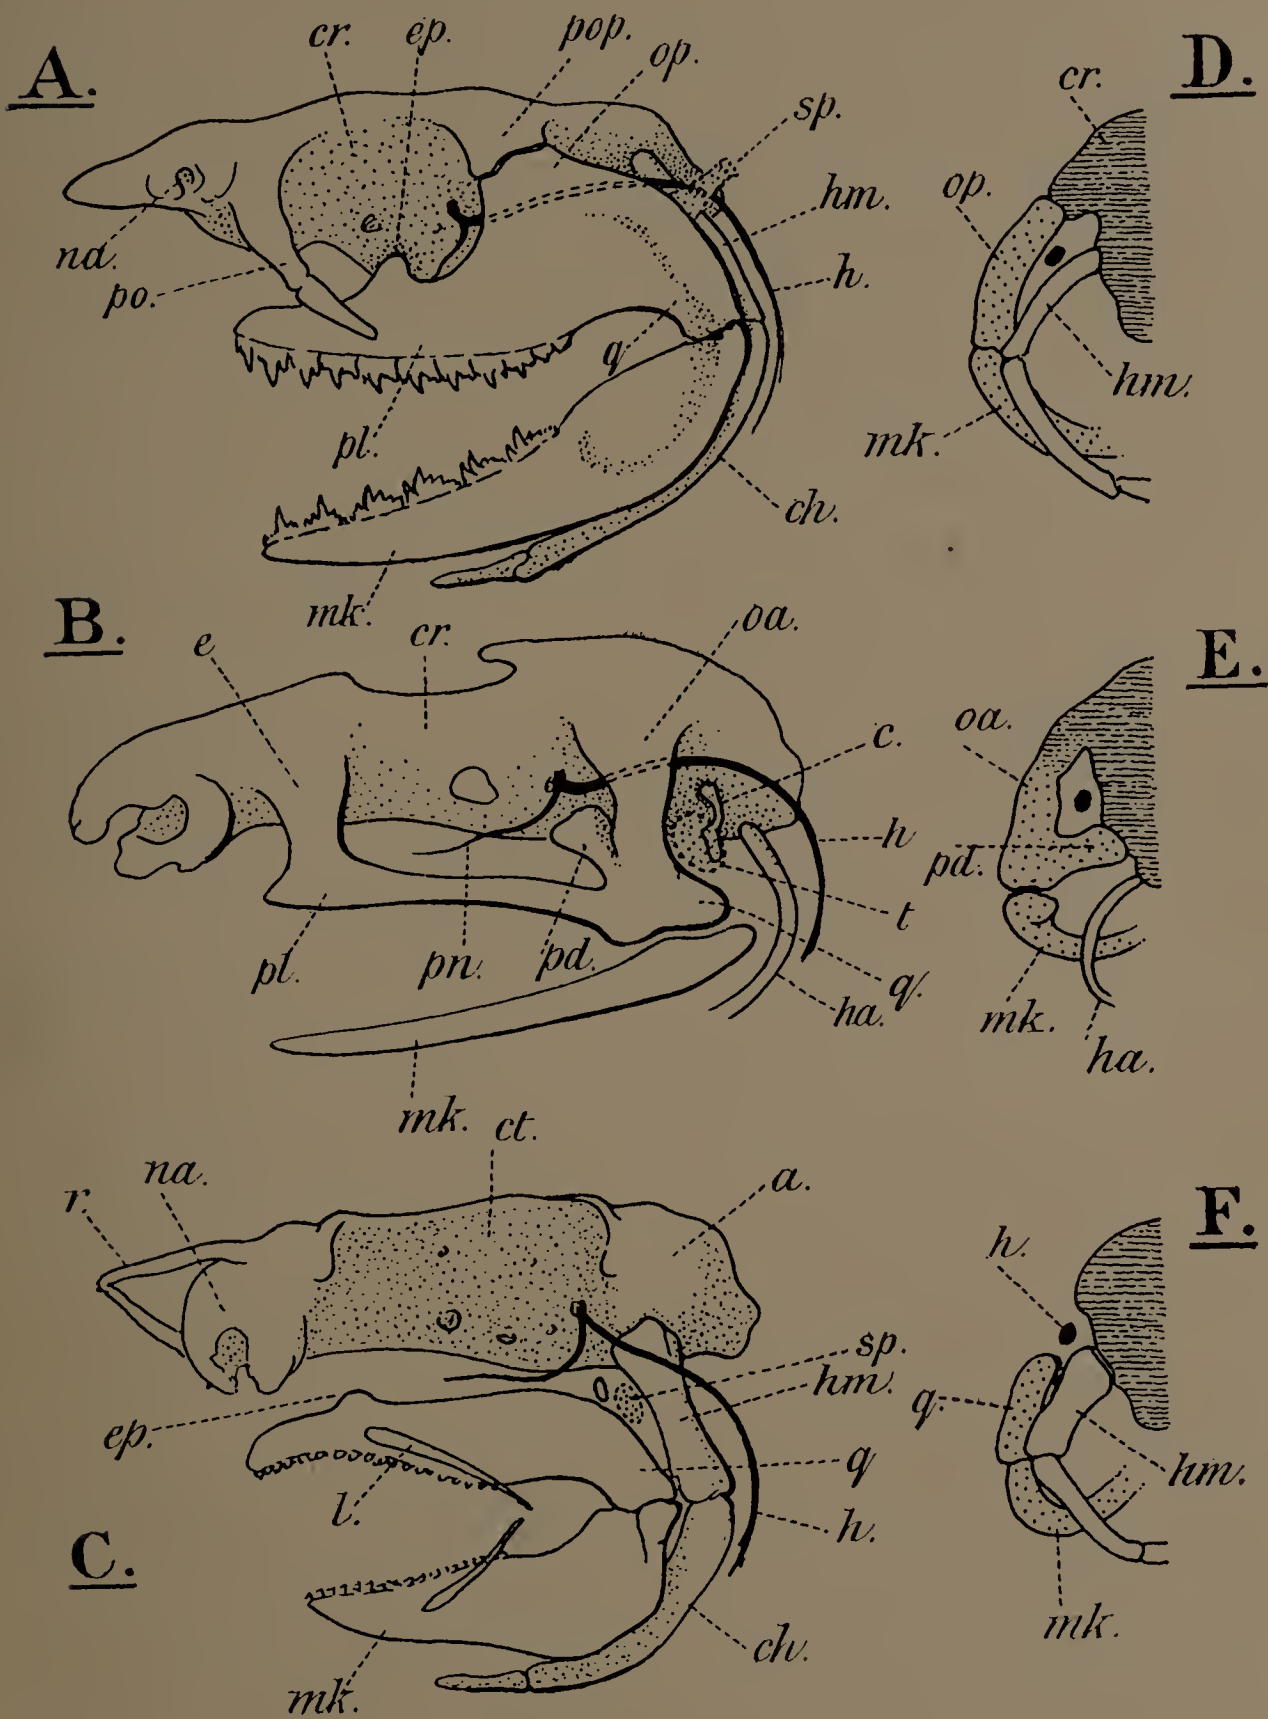 A.
cr.
ep.
pop.
op.
sp.
hm.
h.
na.
po.
e
q
pl.
ch.
mk.
D.
cr.
op.
hm.
mk.
B.
e
cr.
oa.
c.
h
t
q.
ha.
pl.
pn.
pd.
mk.
E.
oa.
pd.
mk.
ha.
C.
r.
na.
ct.
a.
sp.
hm.
q
h.
ep.
l.
ch.
mk.
F.
h.
q.
hm.
mk.